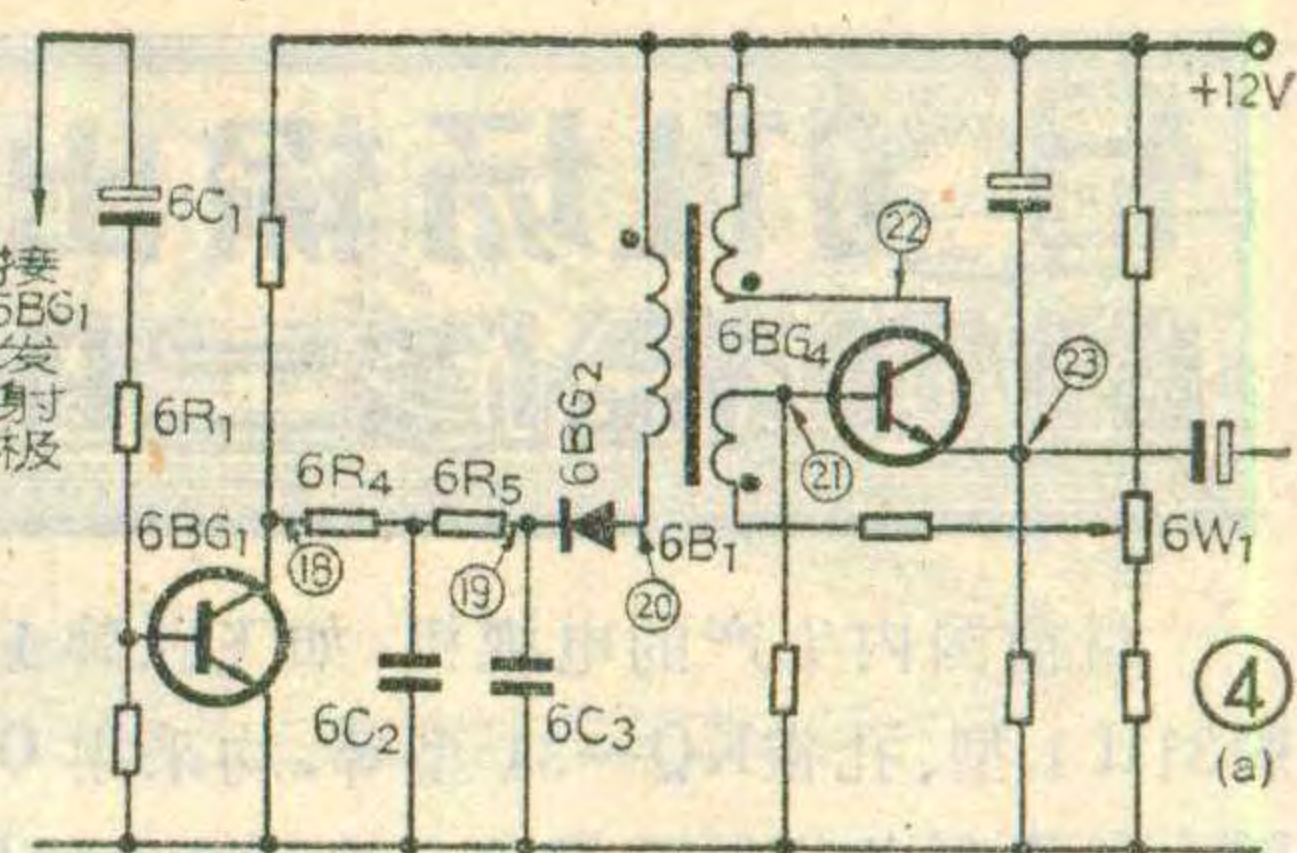 +12V
6C₁
接
6BG₁
发
射
极
6R₁
22
6BG₄
23
6BG₂
21
6R₄
6R₅
6BG₁
18
19
20
6B₁
6W₁
6C₂
6C₃
4
(a)